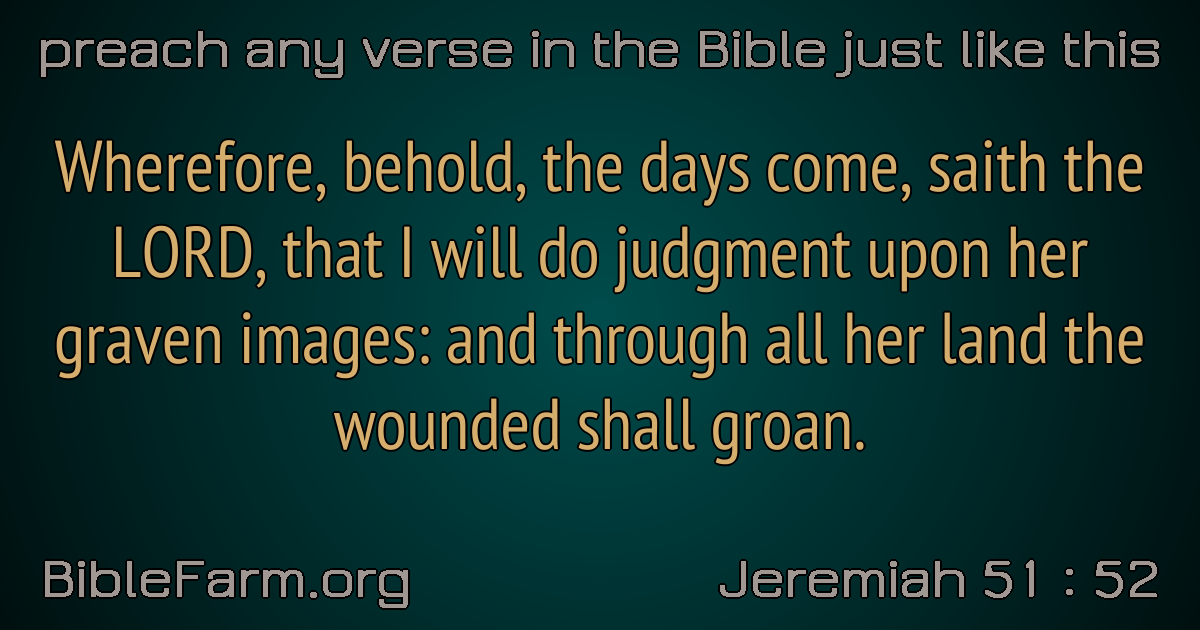 preach any verse in the Bible just like this
Wherefore, behold, the days come, saith the
LORD, that I will do judgment upon her
graven images: and through all her land the
wounded shall groan.
BibleFarm.org
Jeremiah 51 : 52